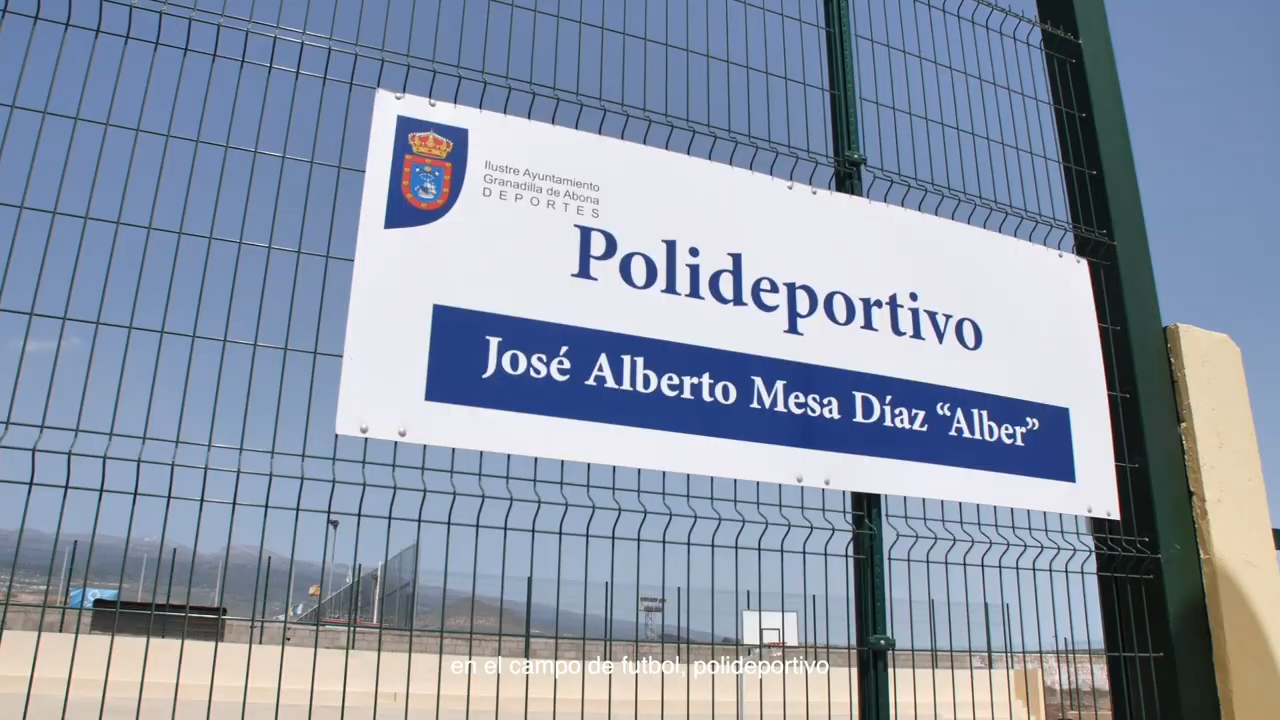 Ilustre Ayuntamiento
Granadilla de Abona
DEPORTES
Polideportivo
José Alberto Mesa Díaz “Alber”
en el campo de futbol, polideportivo